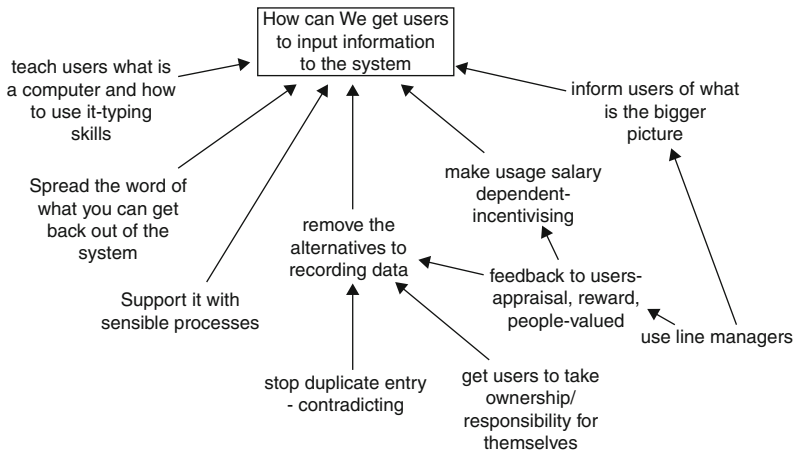 How can We get users
to input information
to the system
teach users what is
a computer and how
to use it-typing
skills
inform users of what
is the bigger
picture
Spread the word of
what you can get
back out of the
system
make usage salary
dependent-
incentivising
remove the
alternatives to
recording data
Support it with
sensible processes
feedback to users-
appraisal, reward,
people-valued
use line managers
stop duplicate entry
- contradicting
get users to take
ownership/
responsibility for
themselves